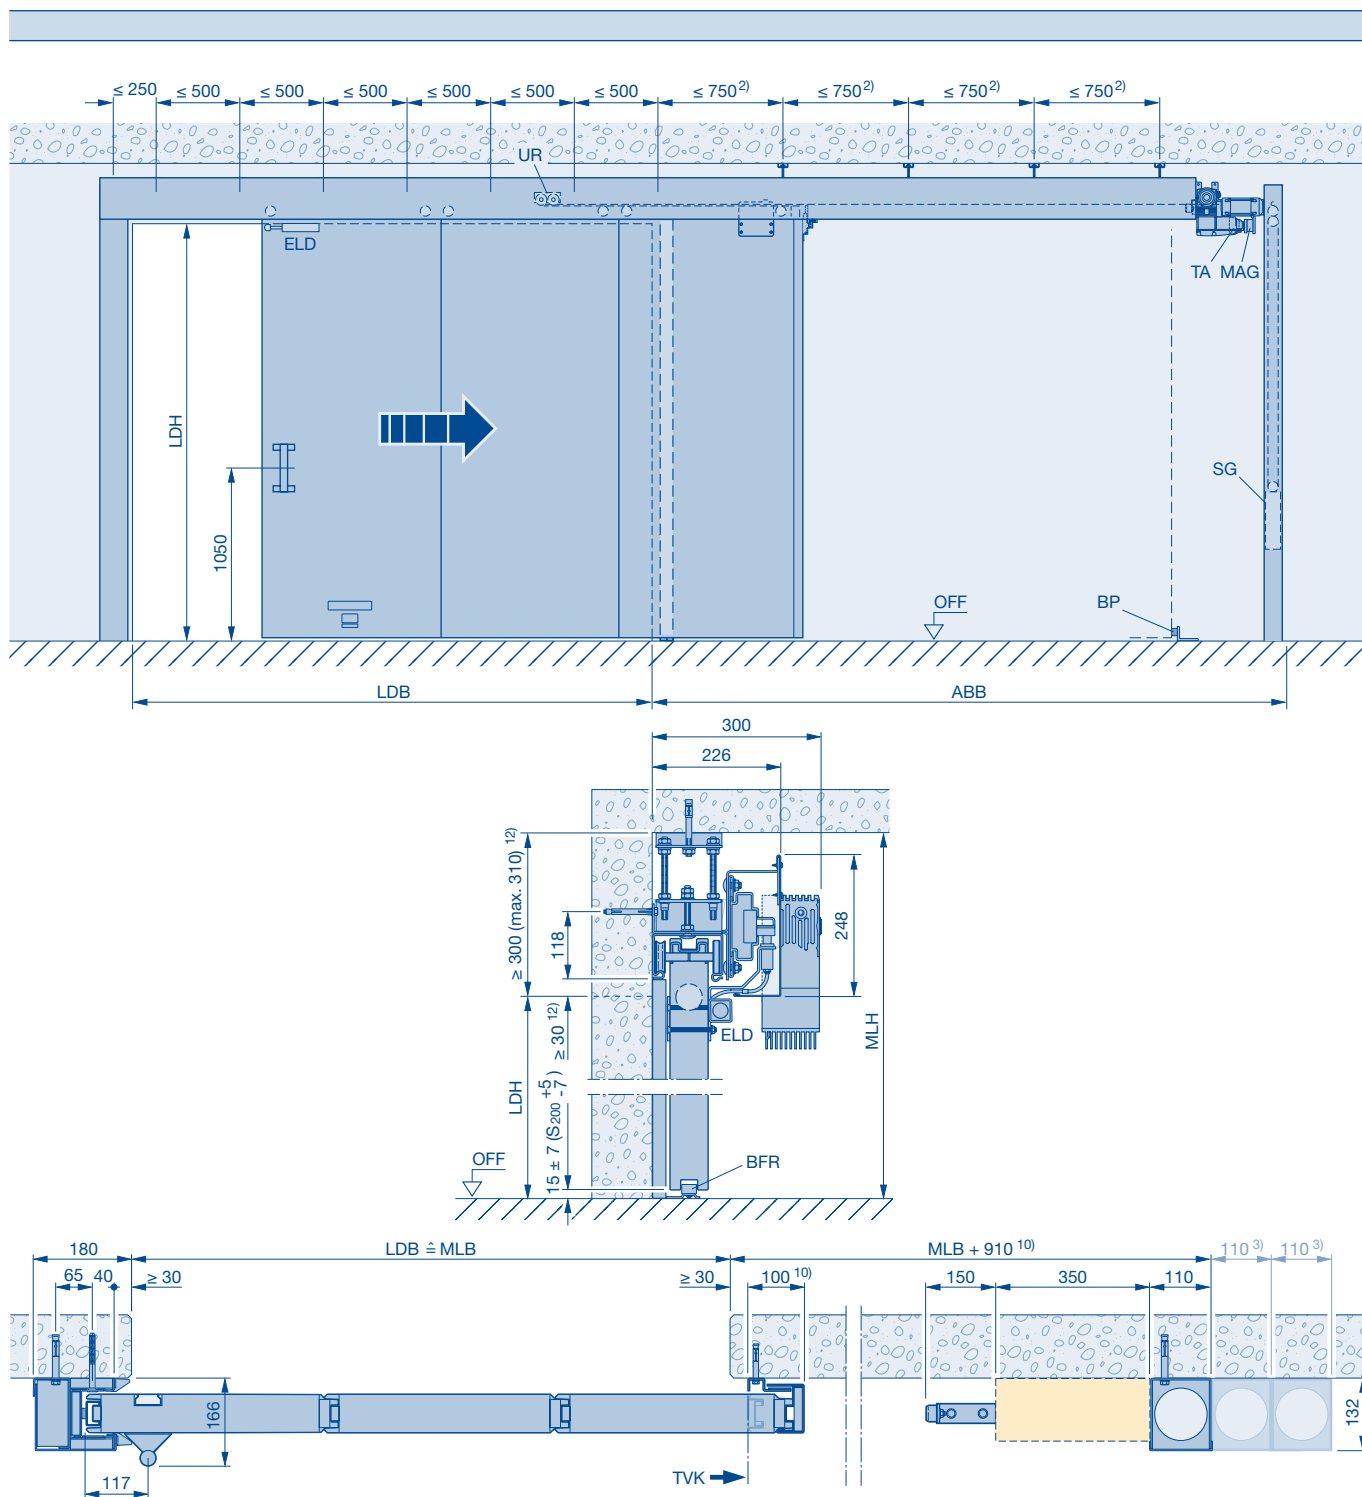 ≤ 250 ≤ 500 ≤ 500 ≤ 500 ≤ 500 ≤ 500 ≤ 500 ≤ 750 2) ≤ 750 2) ≤ 750 2) ≤ 750 2)
UR
ELD
TA MAG
LDH
SG
1050
OFF
BP
LDB
ABB
300
226
≥ 300 (max. 310) 12)
118
248
MLH
≥ 30 12)
ELD
LDH
15 ± 7 (S200 +5 -7 )
OFF
BFR
180
LDB ≙ MLB
MLB + 910 10)
110 3) 110 3)
65 40 ≥ 30
≥ 30 100 10)
150
350
110
166
132
117
TVK